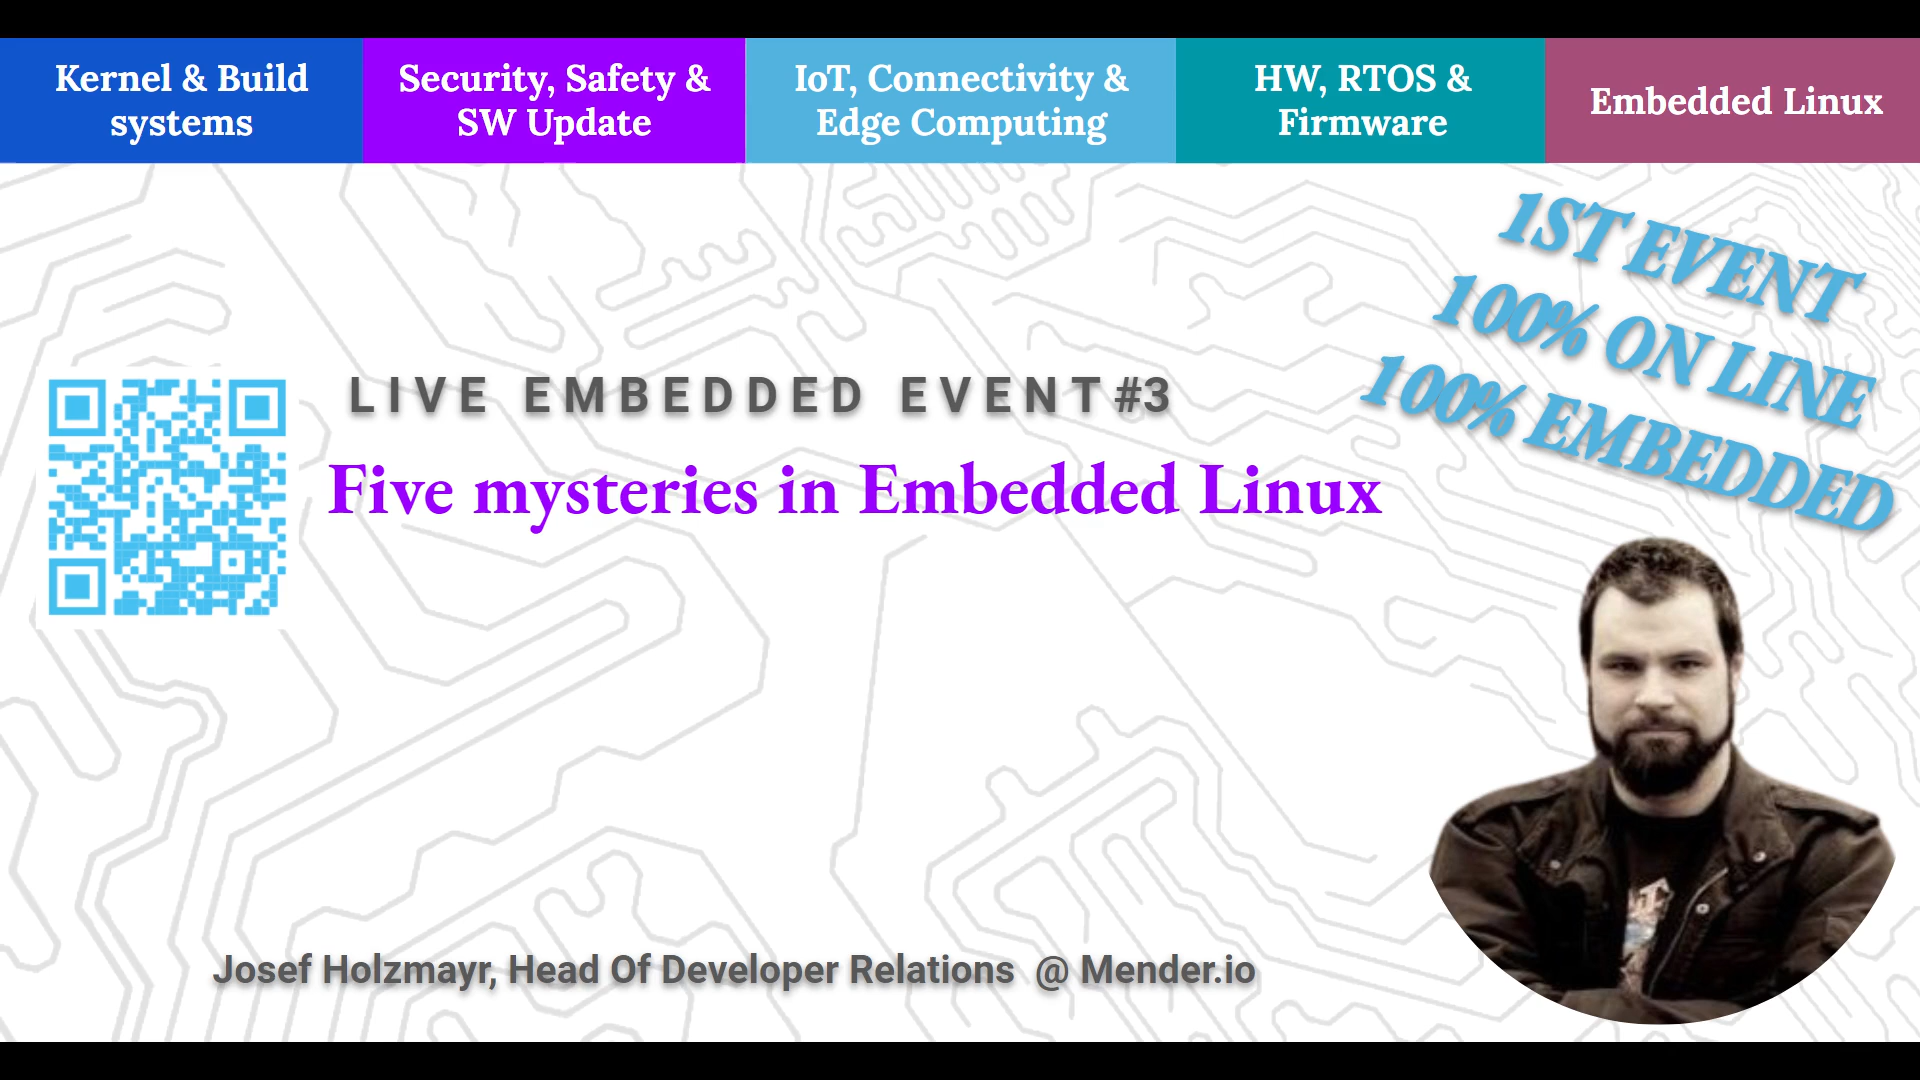 Kernel & Build
systems
Security, Safety &
SW Update
IoT, Connectivity &
Edge Computing
HW, RTOS &
Firmware
Embedded Linux
1ST EVENT
100% ON LINE
100% EMBEDDED
LIVE EMBEDDED EVENT#3
Five mysteries in Embedded Linux
Josef Holzmayr, Head Of Developer Relations @ Mender.io